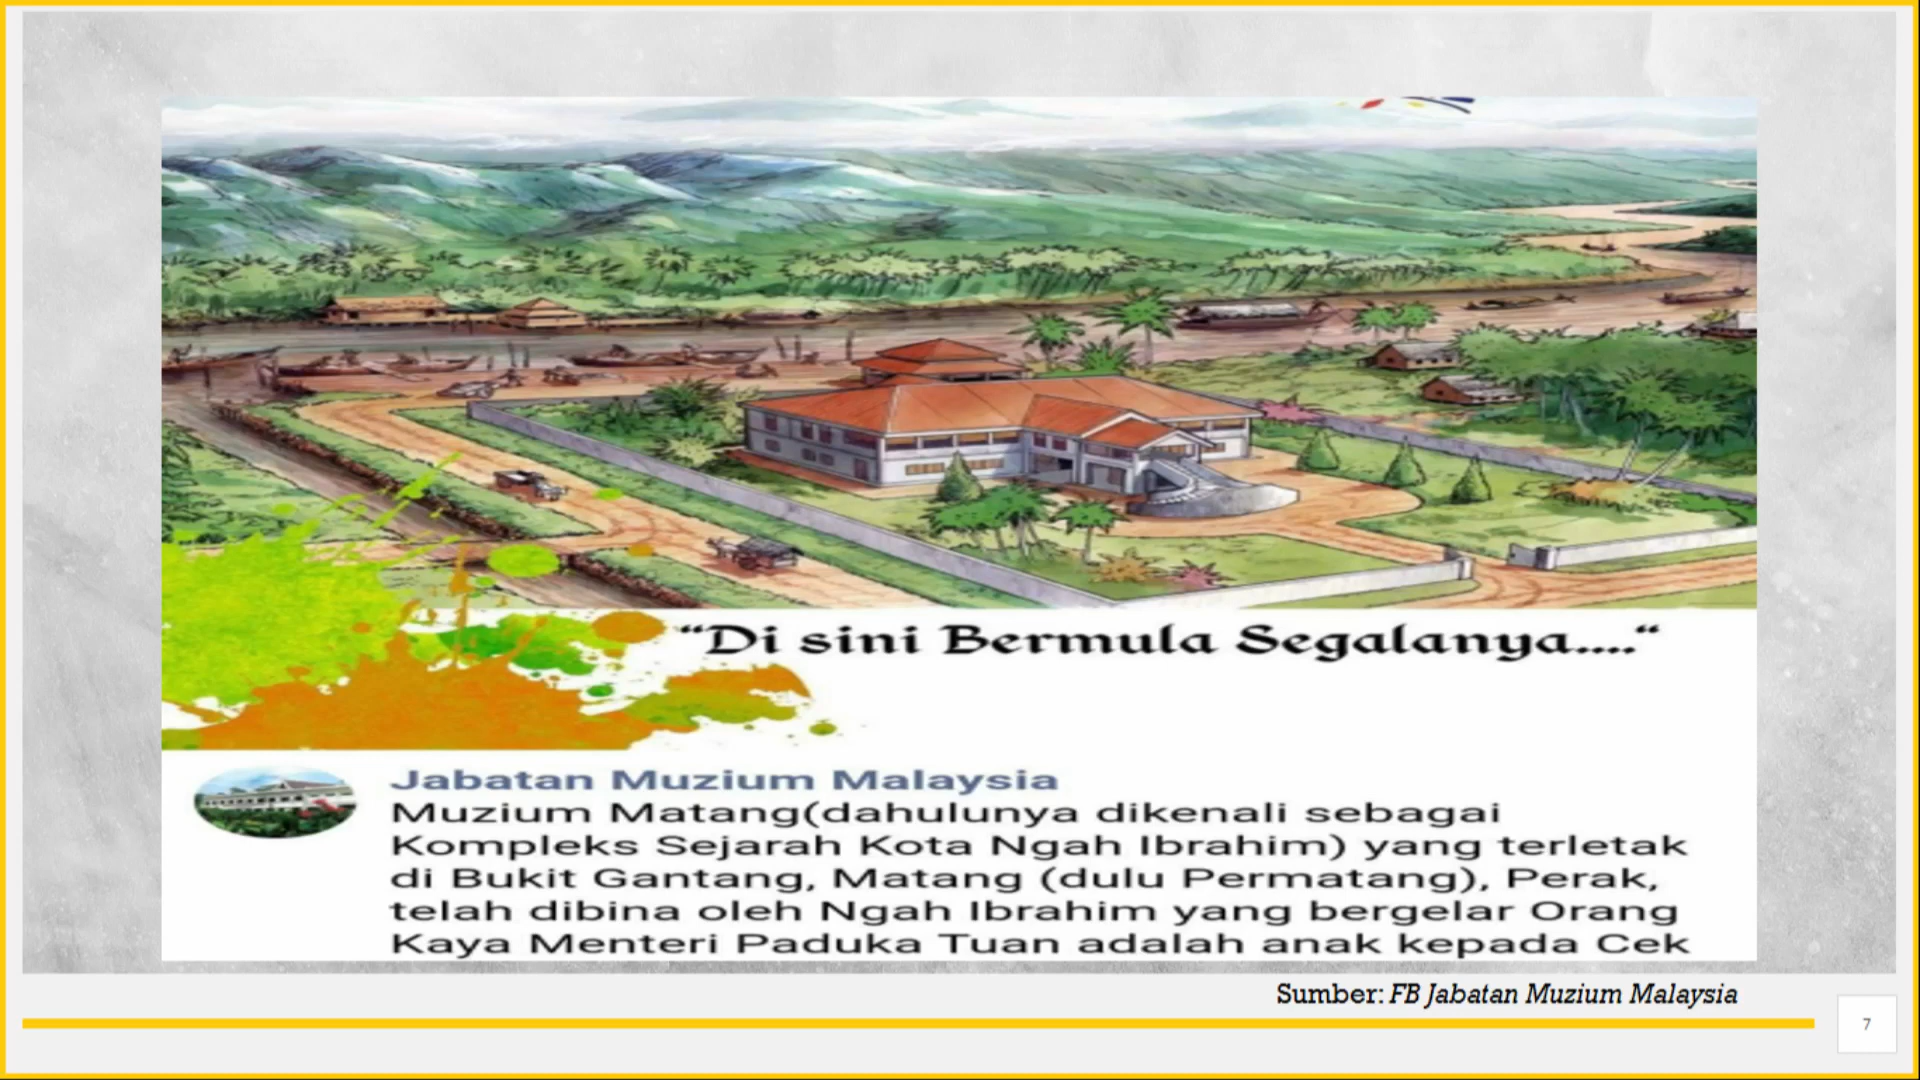 “Di sini Bermula Segalanya....“
Jabatan Muzium Malaysia
Muzium Matang(dahulunya dikenali sebagai
Kompleks Sejarah Kota Ngah Ibrahim) yang terletak
di Bukit Gantang, Matang (dulu Permatang), Perak,
telah dibina oleh Ngah Ibrahim yang bergelar Orang
Kaya Menteri Paduka Tuan adalah anak kepada Cek
Sumber: FB Jabatan Muzium Malaysia
7